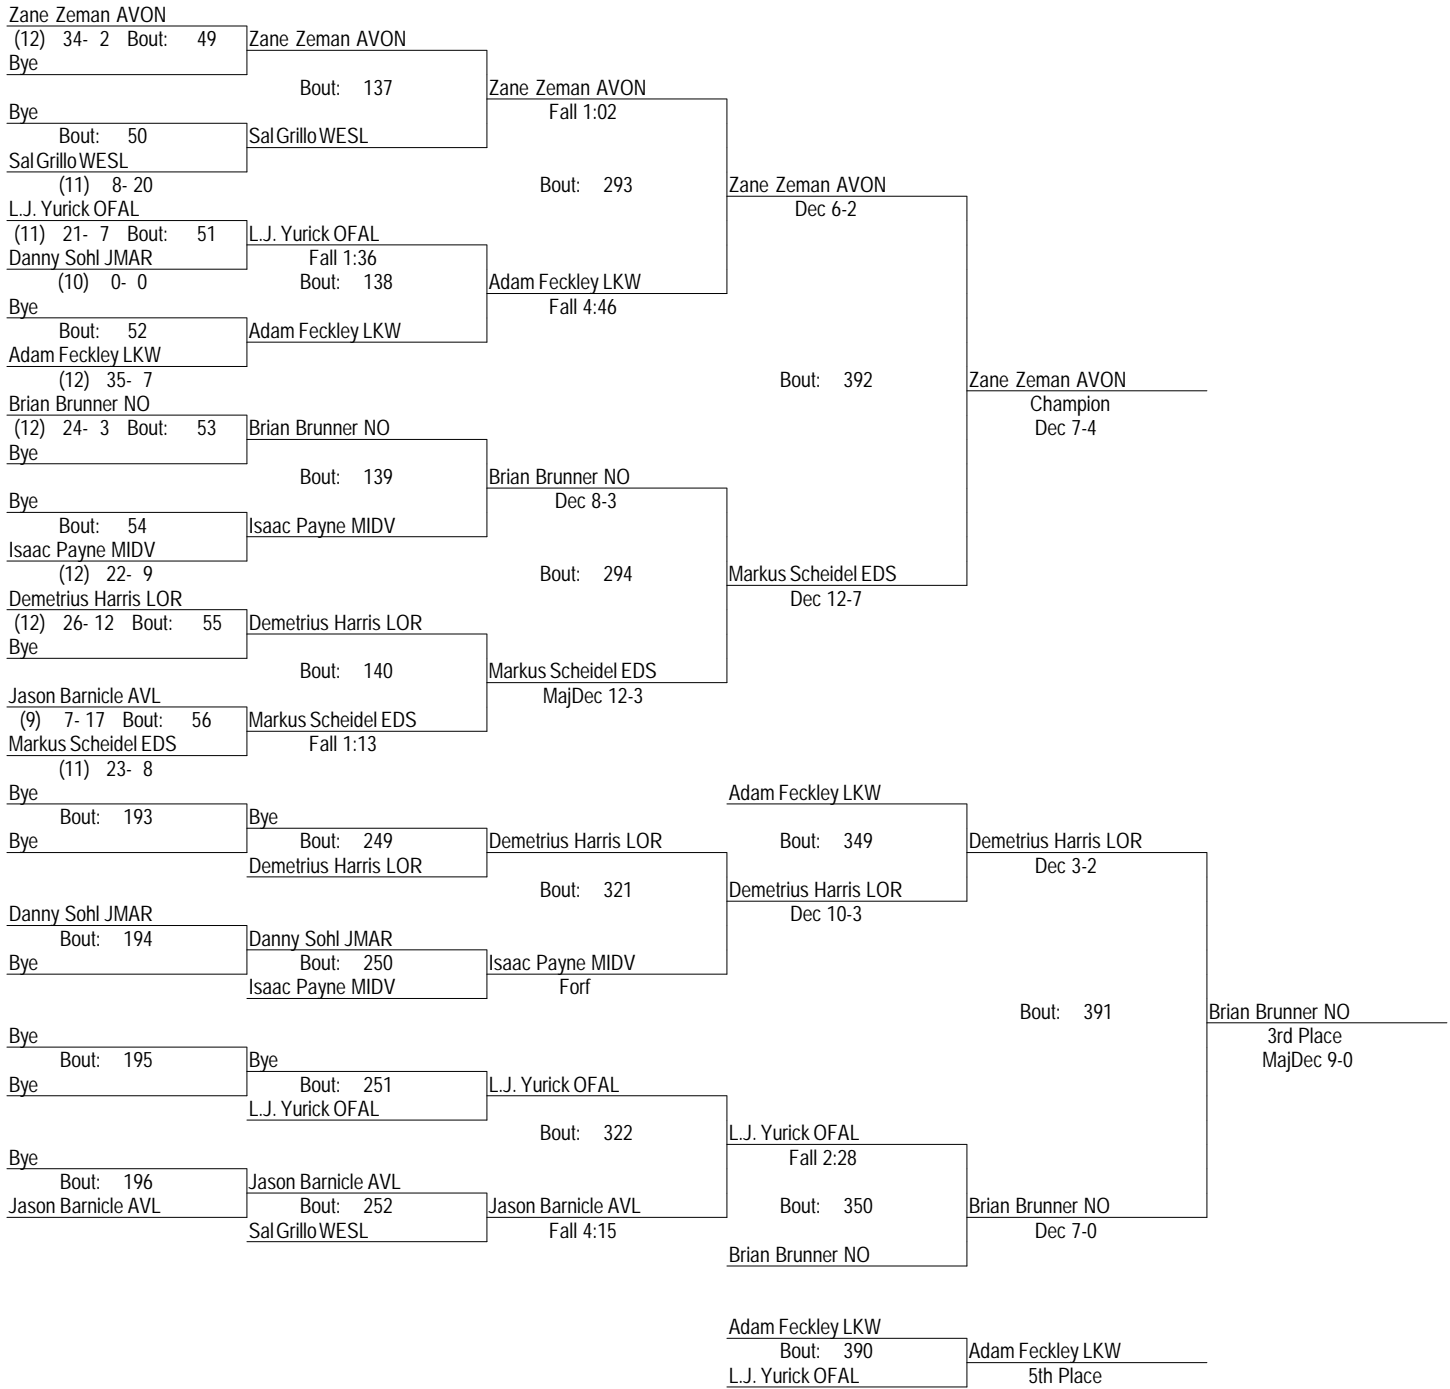 Zane Zeman AVON
(12) 34- 2 Bout: 49 Zane Zeman AVON
Bye
Bout: 137 Zane Zeman AVON
Bye Fall 1:02
Bout: 50 Sal Grillo WESL
Sal Grillo WESL
(11) 8- 20 Bout: 293 Zane Zeman AVON
L.J. Yurick OFAL Dec 6-2
(11) 21- 7 Bout: 51 L.J. Yurick OFAL
Danny Sohl JMAR Fall 1:36
(10) 0- 0 Bout: 138 Adam Feckley LKW
Bye Fall 4:46
Bout: 52 Adam Feckley LKW
Adam Feckley LKW
(12) 35- 7 Bout: 392 Zane Zeman AVON
Brian Brunner NO Champion
(12) 24- 3 Bout: 53 Brian Brunner NO Dec 7-4
Bye
Bout: 139 Brian Brunner NO
Bye Dec 8-3
Bout: 54 Isaac Payne MIDV
Isaac Payne MIDV
(12) 22- 9 Bout: 294 Markus Scheidel EDS
Demetrius Harris LOR Dec 12-7
(12) 26- 12 Bout: 55 Demetrius Harris LOR
Bye
Bout: 140 Markus Scheidel EDS
Jason Barnicle AVL MajDec 12-3
(9) 7- 17 Bout: 56 Markus Scheidel EDS
Markus Scheidel EDS Fall 1:13
(11) 23- 8
Bye Adam Feckley LKW
Bout: 193 Bye
Bye Bout: 249 Demetrius Harris LOR Bout: 349 Demetrius Harris LOR
Demetrius Harris LOR Dec 3-2
Bout: 321 Demetrius Harris LOR
Danny Sohl JMAR Dec 10-3
Bout: 194 Danny Sohl JMAR
Bye Bout: 250 Isaac Payne MIDV
Isaac Payne MIDV Forf
Bout: 391 Brian Brunner NO
Bye 3rd Place
Bout: 195 Bye MajDec 9-0
Bye Bout: 251 L.J. Yurick OFAL
L.J. Yurick OFAL
Bout: 322 L.J. Yurick OFAL
Bye Fall 2:28
Bout: 196 Jason Barnicle AVL
Jason Barnicle AVL Bout: 252 Jason Barnicle AVL Bout: 350 Brian Brunner NO
Sal Grillo WESL Fall 4:15 Dec 7-0
Brian Brunner NO
Adam Feckley LKW
Bout: 390 Adam Feckley LKW
L.J. Yurick OFAL 5th Place